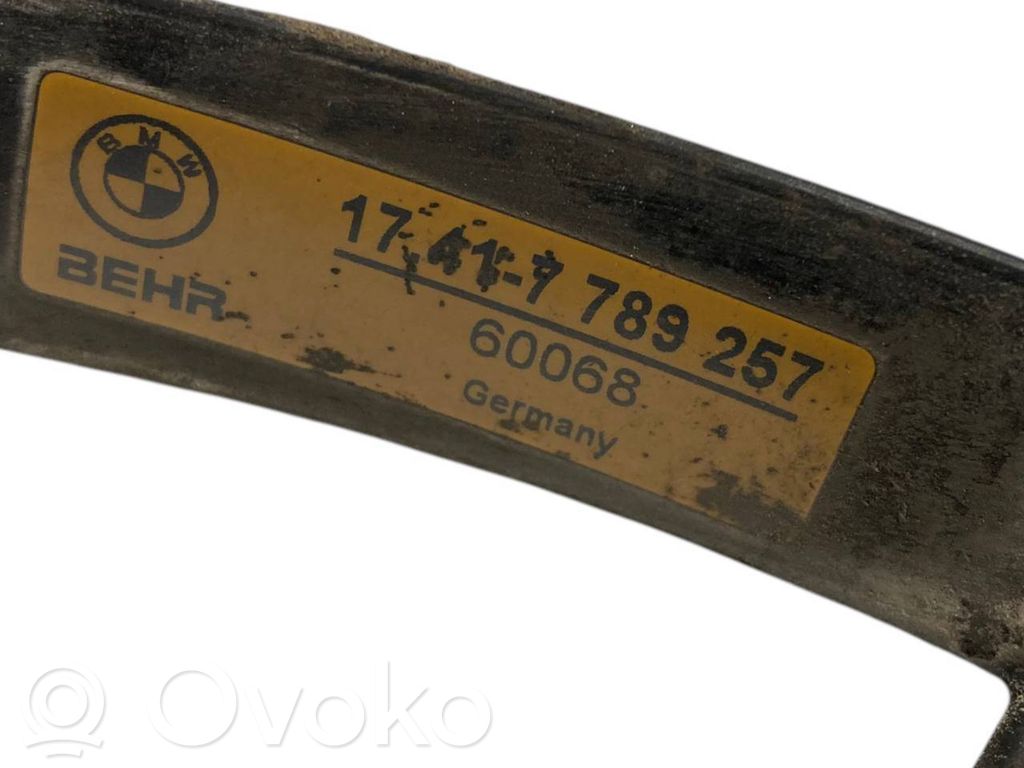 BMW
BEHR
17 41-7 789 257
60068
Germany
Ovoko